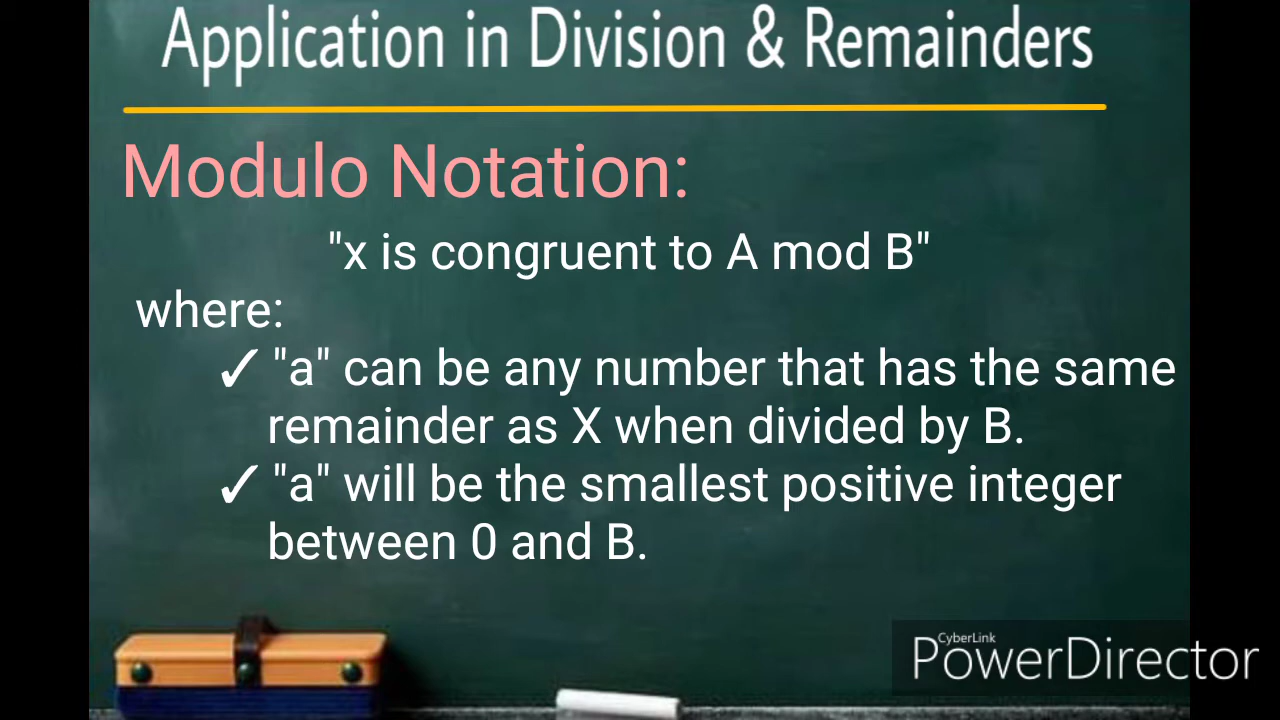 Application in Division & Remainders
Modulo Notation:
"x is congruent to A mod B"
where:
✓ "a" can be any number that has the same
remainder as X when divided by B.
✓ "a" will be the smallest positive integer
between 0 and B.
CyberLink
PowerDirector